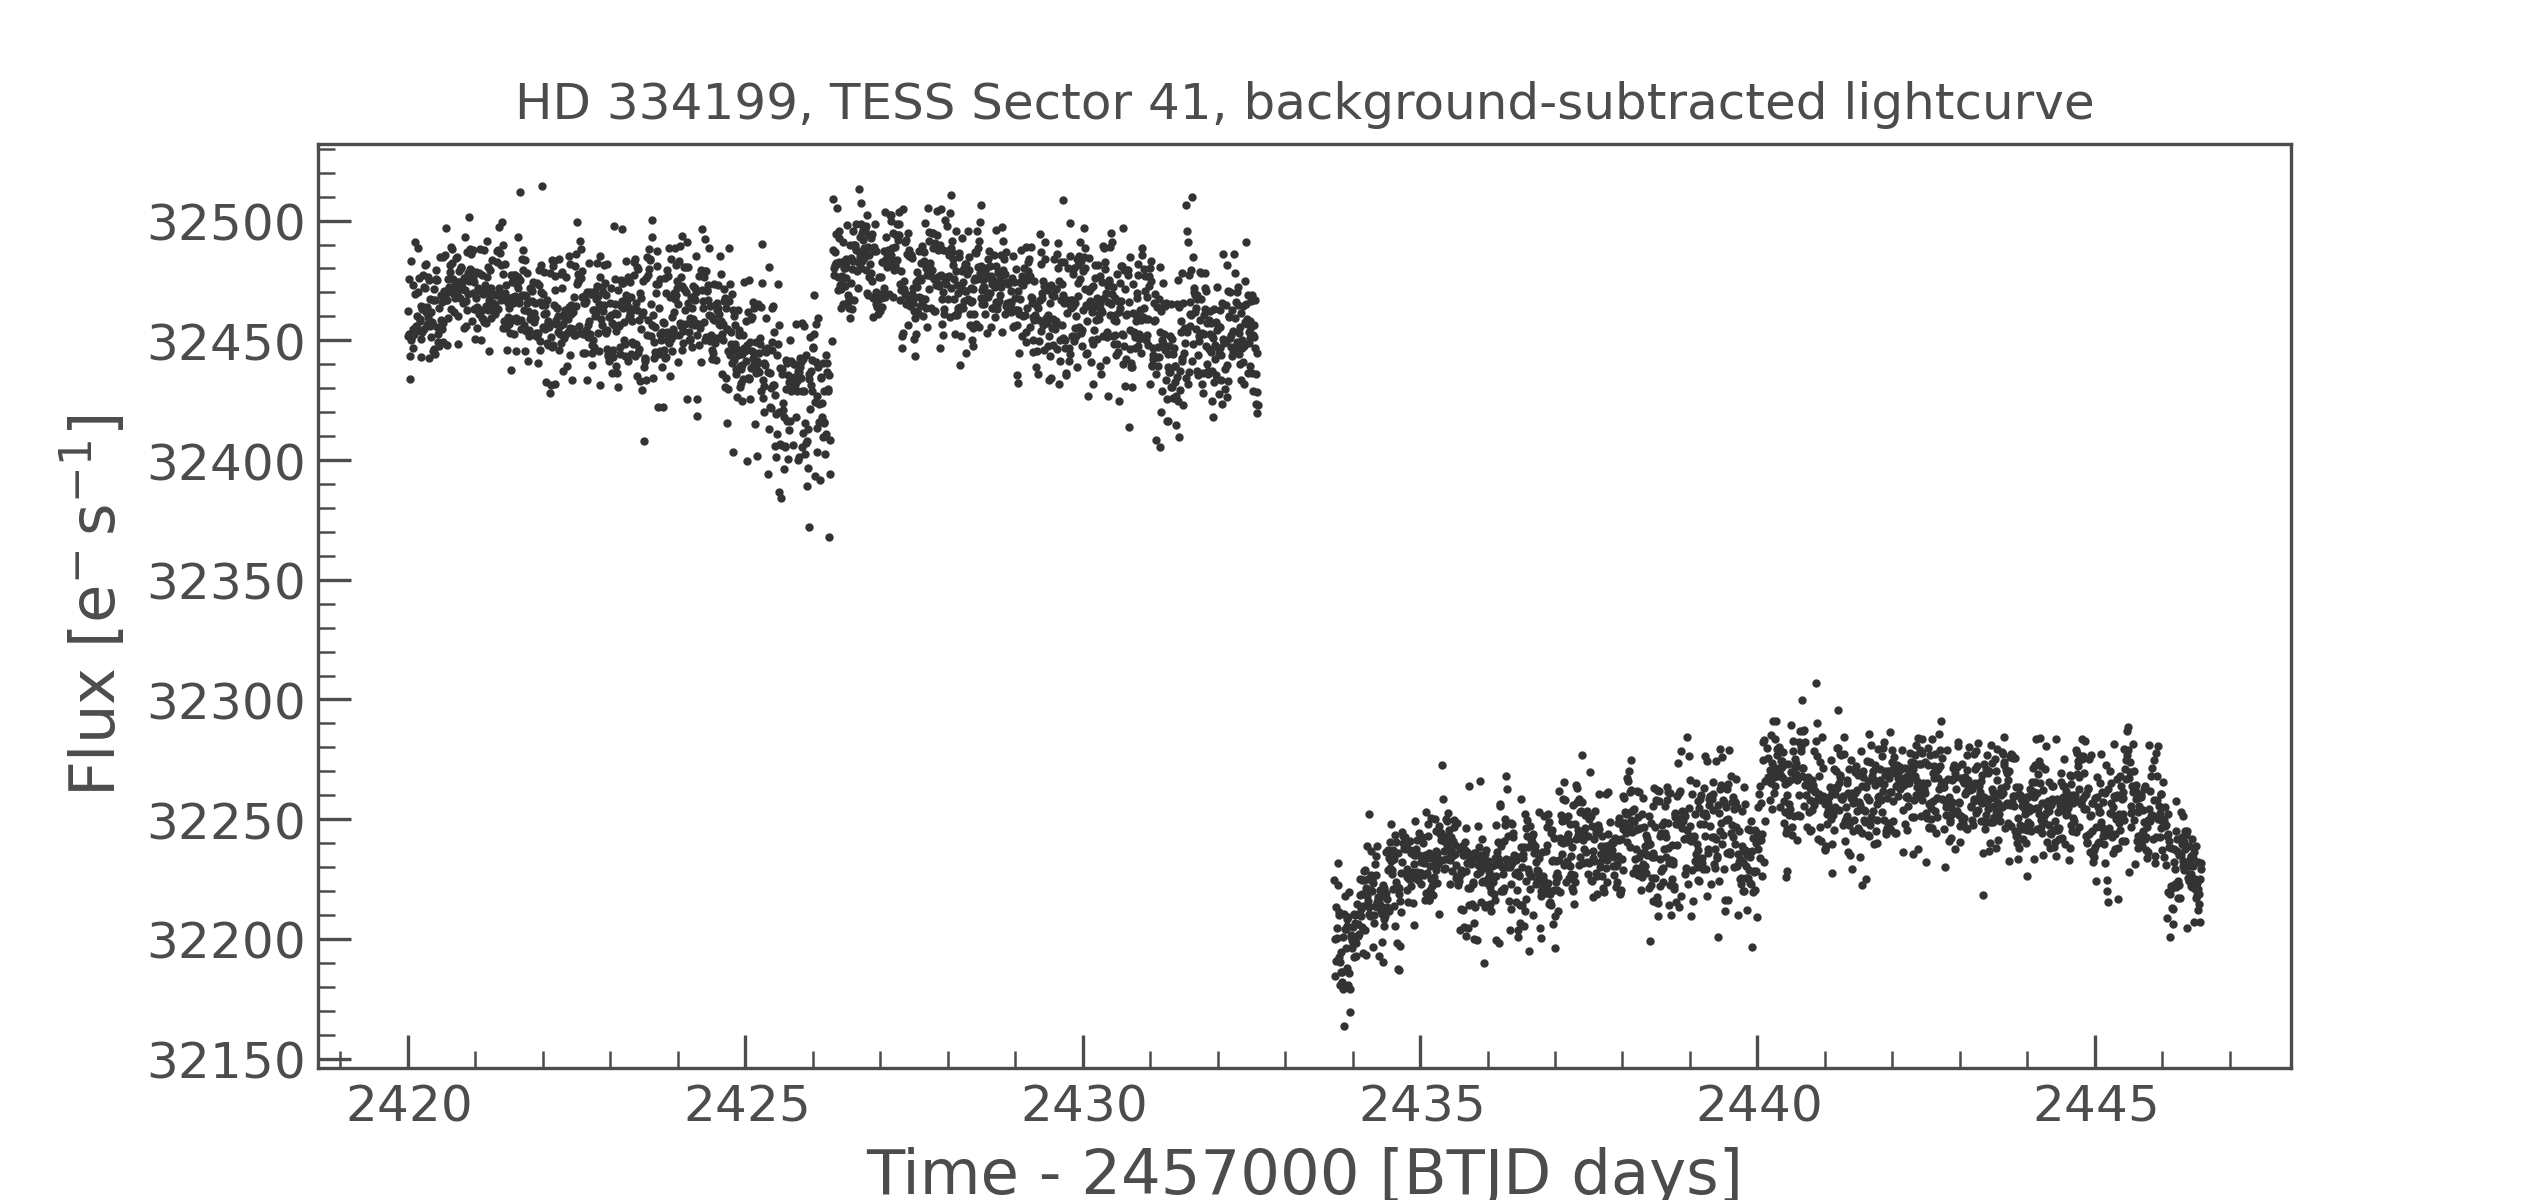 HD 334199, TESS Sector 41, background-subtracted lightcurve
Flux [e⁻ s⁻¹]
32500
32450
32400
32350
32300
32250
32200
32150
2420 2425 2430 2435 2440 2445
Time - 2457000 [BTJD days]